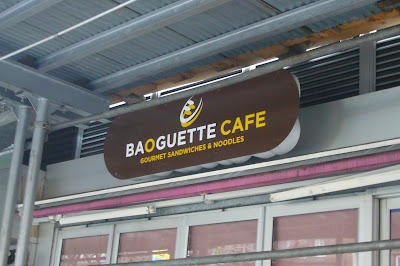 BAOGUETTE CAFE
GOURMET SANDWICHES & NOODLES